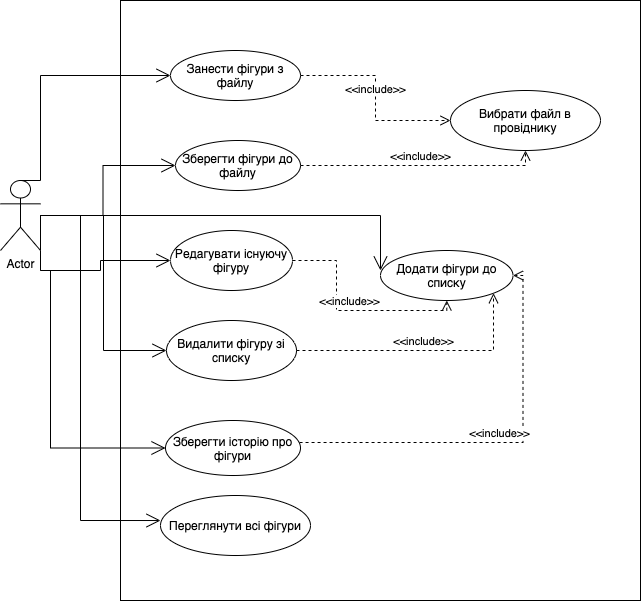 Занести фігури з
файлу
<<include>>
Вибрати файл в
провіднику
Зберегти фігури до
файлу
<<include>>
Actor
Редагувати існуючу
фігуру
Додати фігури до
списку
<<include>>
Видалити фігуру зі
списку
<<include>>
Зберегти історію про
фігури
<<include>>
Переглянути всі фігури